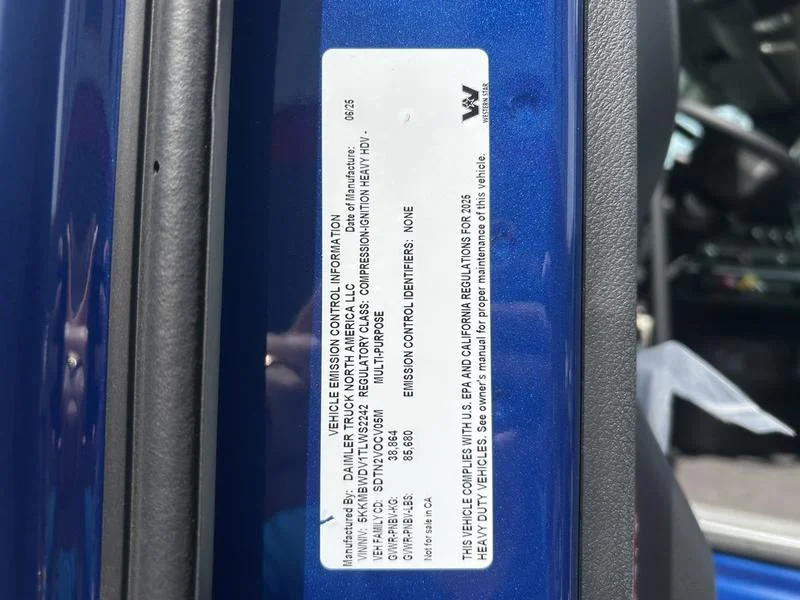 VEHICLE EMISSION CONTROL INFORMATION
Manufactured By: DAIMLER TRUCK NORTH AMERICA LLC Date of Manufacture: 06/25
VIN/NIV: 5KKMBWDV1TLWS2242 REGULATORY CLASS: COMPRESSION-IGNITION HEAVY HDV -
VEH FAMILY CD: SDTN2VOCV05M MULTI-PURPOSE
GVWR-PNBV-KG: 38,864
GVWR-PNBV-LBS: 85,680 EMISSION CONTROL IDENTIFIERS: NONE
Not for sale in CA
THIS VEHICLE COMPLIES WITH U.S. EPA AND CALIFORNIA REGULATIONS FOR 2025
HEAVY DUTY VEHICLES. See owner's manual for proper maintenance of this vehicle.
WESTERN STAR